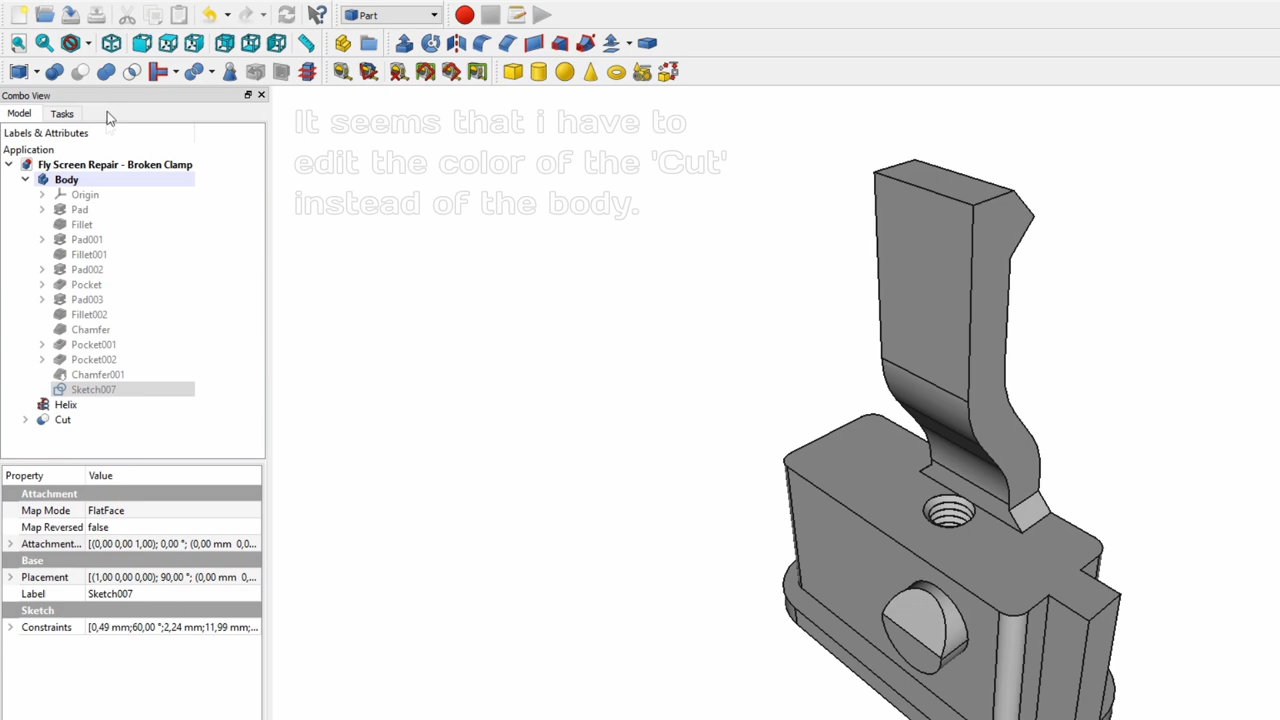 Part
Combo View
Model
Tasks
Labels & Attributes
Application
Fly Screen Repair - Broken Clamp
Body
Origin
Pad
Fillet
Pad001
Fillet001
Pad002
Pocket
Pad003
Fillet002
Chamfer
Pocket001
Pocket002
Chamfer001
Sketch007
Helix
Cut
Property Value
Attachment
Map Mode FlatFace
Map Reversed false
Attachment... [(0,00 0,00 1,00); 0,00 °; (0,00 mm 0,0...
Base
Placement [(1,00 0,00 0,00); 90,00 °; (0,00 mm 0,...
Label Sketch007
Sketch
Constraints [0,49 mm;60,00 °;2,24 mm;11,99 mm;...
It seems that i have to
edit the color of the 'Cut'
instead of the body.